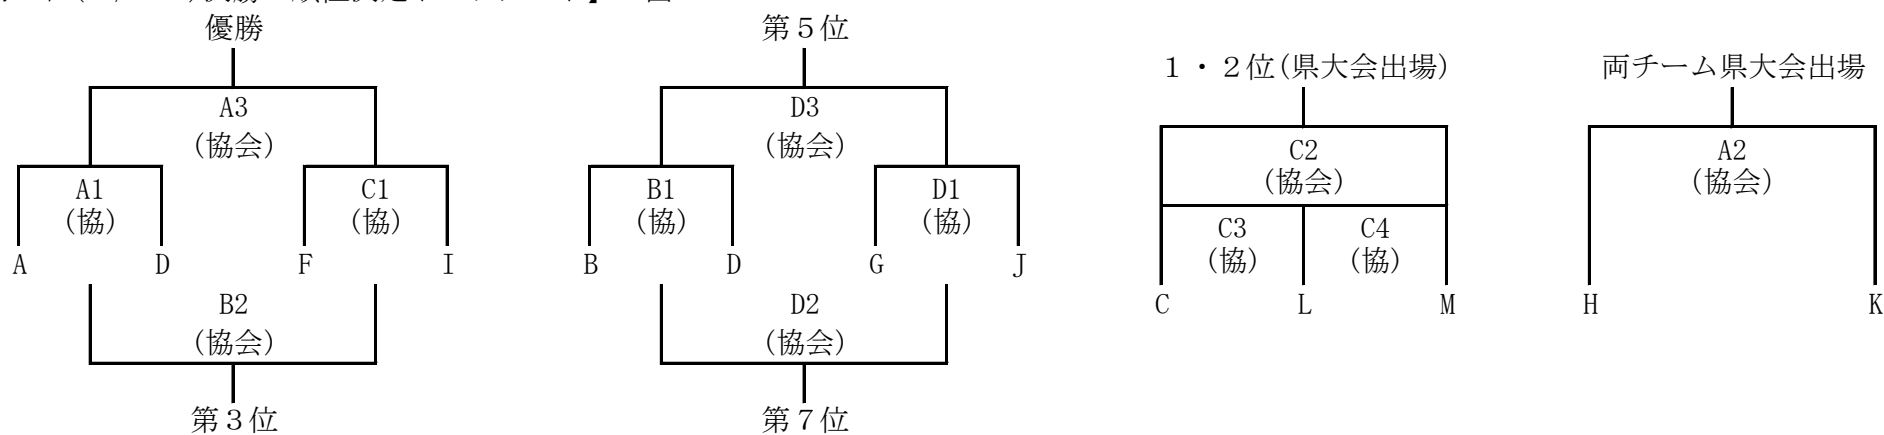 優勝
A3
(協会)
A1
(協)
C1
(協)
A D F I
B2
(協会)
第３位
第５位
D3
(協会)
B1
(協)
D1
(協)
B D G J
D2
(協会)
第７位
１・２位(県大会出場)
C2
(協会)
C3
(協)
C4
(協)
C L M
両チーム県大会出場
A2
(協会)
H K